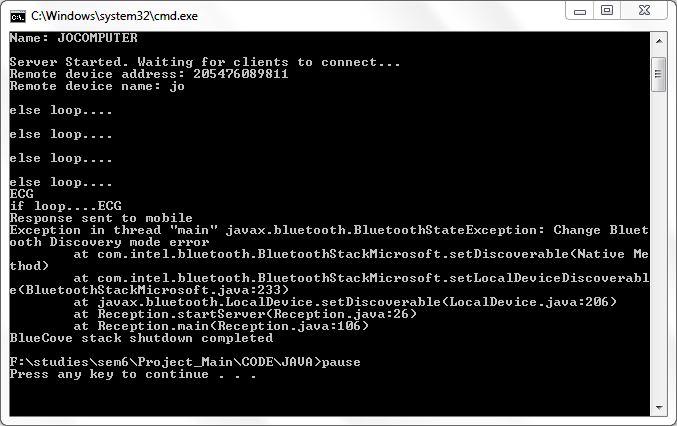 C:\Windows\system32\cmd.exe
Name: JOCOMPUTER
Server Started. Waiting for clients to connect...
Remote device address: 205476089811
Remote device name: jo
else loop....
else loop....
else loop....
else loop....
ECG
if loop....ECG
Response sent to mobile
Exception in thread "main" javax.bluetooth.BluetoothStateException: Change Bluet
ooth Discovery mode error
at com.intel.bluetooth.BluetoothStackMicrosoft.setDiscoverable(Native Me
thod)
at com.intel.bluetooth.BluetoothStackMicrosoft.setLocalDeviceDiscoverabl
e(BluetoothStackMicrosoft.java:233)
at javax.bluetooth.LocalDevice.setDiscoverable(LocalDevice.java:206)
at Reception.startServer(Reception.java:26)
at Reception.main(Reception.java:106)
BlueCove stack shutdown completed
F:\studies\sem6\Project_Main\CODE\JAVA>pause
Press any key to continue . . .